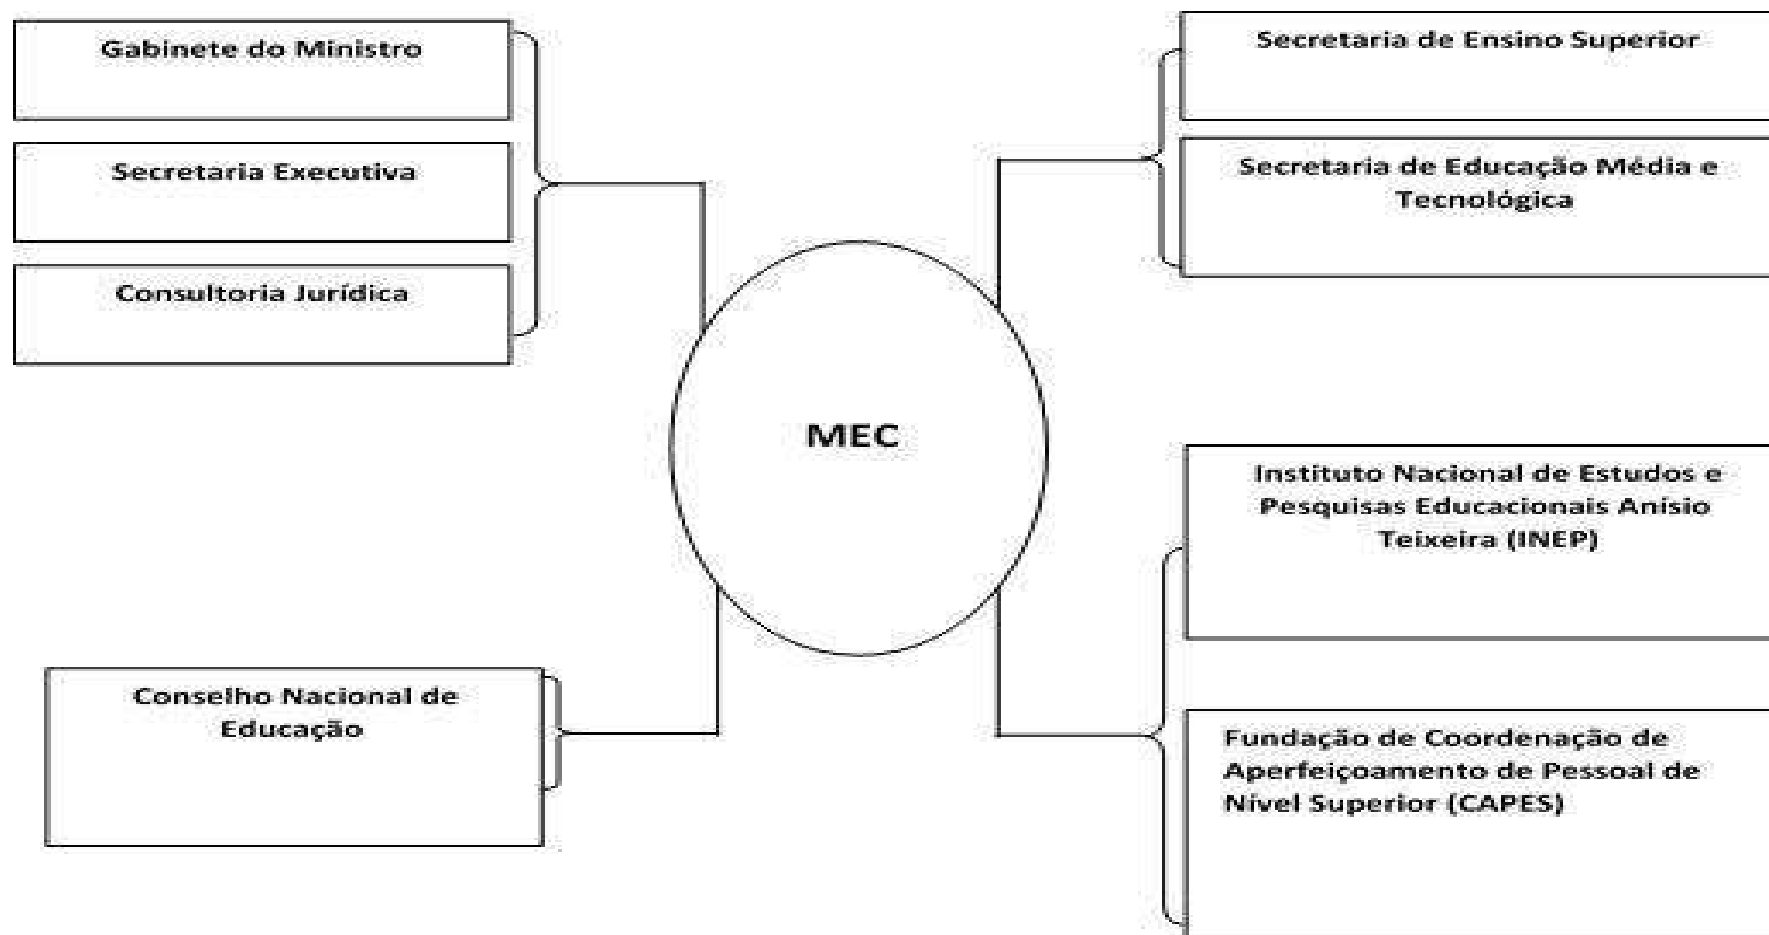 Gabinete do Ministro
Secretaria Executiva
Consultoria Jurídica
Secretaria de Ensino Superior
Secretaria de Educação Média e
Tecnológica
MEC
Conselho Nacional de
Educação
Instituto Nacional de Estudos e
Pesquisas Educacionais Anísio
Teixeira (INEP)
Fundação de Coordenação de
Aperfeiçoamento de Pessoal de
Nível Superior (CAPES)